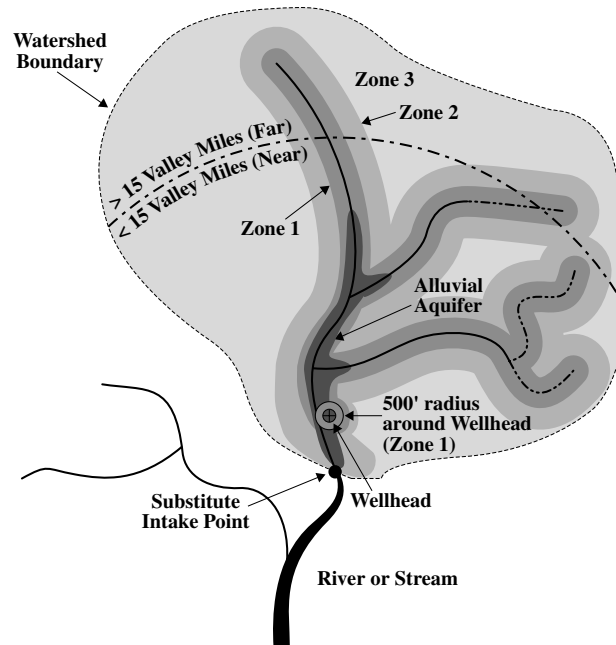 Watershed
Boundary
Zone 3
Zone 2
> 15 Valley Miles (Far)
< 15 Valley Miles (Near)
Zone 1
Alluvial
Aquifer
500' radius
around Wellhead
(Zone 1)
Substitute
Intake Point
Wellhead
River or Stream